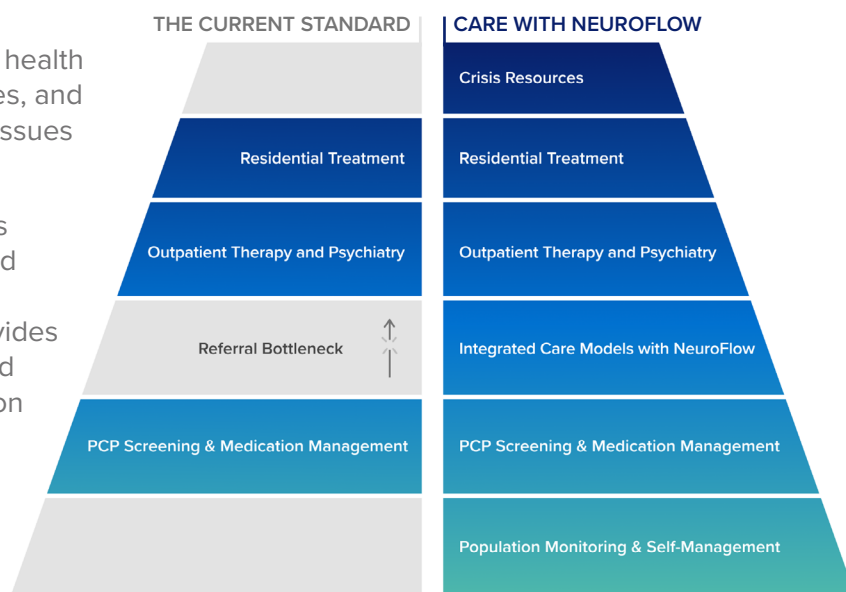 THE CURRENT STANDARD
CARE WITH NEUROFLOW
health
es, and
issues
s
d
vides
d
on
Crisis Resources
Residential Treatment
Residential Treatment
Outpatient Therapy and Psychiatry
Outpatient Therapy and Psychiatry
Referral Bottleneck
Integrated Care Models with NeuroFlow
PCP Screening & Medication Management
PCP Screening & Medication Management
Population Monitoring & Self-Management